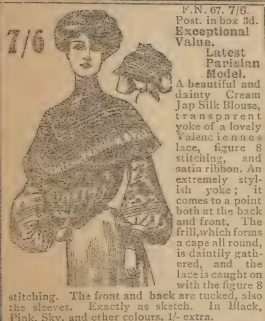 7/6
F.N. 67. 7/6.
Post. in box 3d.
Exceptional
Value.
Latest
Parisian
Model.
A beautiful and
dainty Cream
Jap Silk Blouse,
transparent
yoke of a lovely
Valenciennes
lace, figure 8
stitching, and
satin ribbon. An
extremely styl-
ish yoke; it
comes to a point
both at the back
and front. The
frill, which forms
a cape all round,
is daintily gath-
ered, and the
lace is caught on
with the figure 8
stitching. The front and back are tucked, also
the sleeves. Exactly as sketch. In Black,
Pink, Sky, and other colours, 1/- extra.